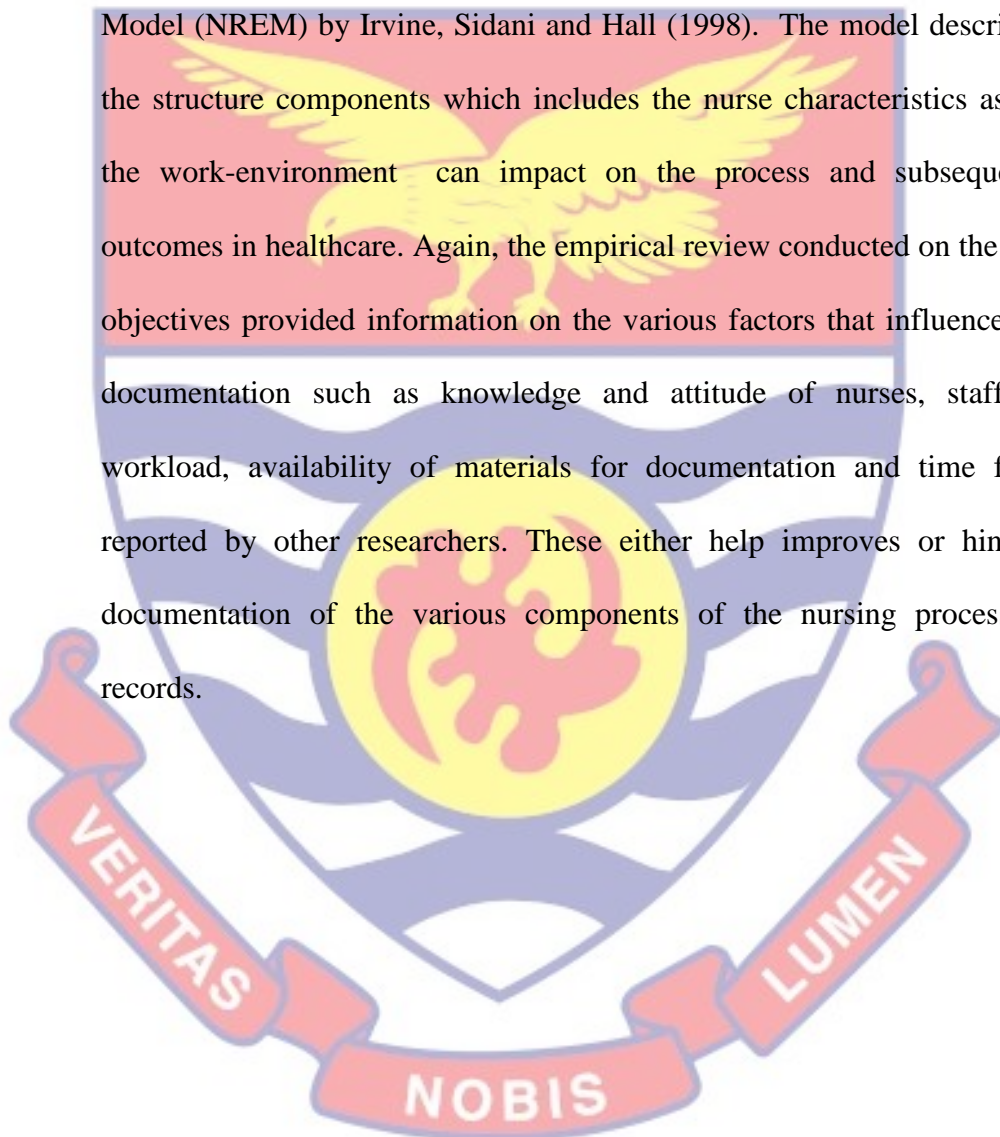 Model (NREM) by Irvine, Sidani and Hall (1998). The model descri
the structure components which includes the nurse characteristics as
the work-environment can impact on the process and subseque
outcomes in healthcare. Again, the empirical review conducted on the
objectives provided information on the various factors that influence
documentation such as knowledge and attitude of nurses, staff
workload, availability of materials for documentation and time f
reported by other researchers. These either help improves or hin
documentation of the various components of the nursing proces
records.
VERITAS
NOBIS
LUMEN